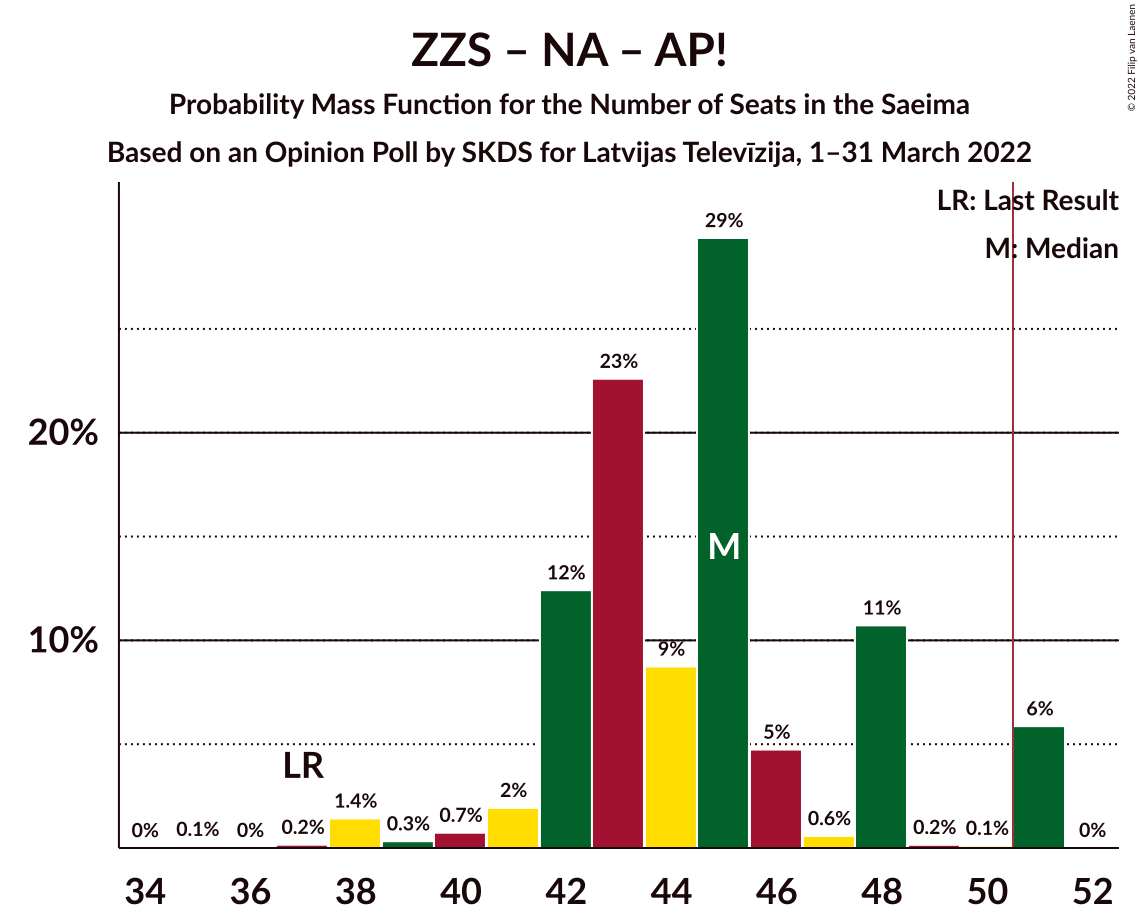 ZZS – NA – AP!
Probability Mass Function for the Number of Seats in the Saeima
Based on an Opinion Poll by SKDS for Latvijas Televīzija, 1–31 March 2022
© 2022 Filip van Laenen
LR: Last Result
M: Median
20%
10%
0%
0.1%
0%
0.2%
1.4%
0.3%
0.7%
2%
12%
23%
9%
29%
5%
0.6%
11%
0.2%
0.1%
6%
0%
LR
M
34 36 38 40 42 44 46 48 50 52